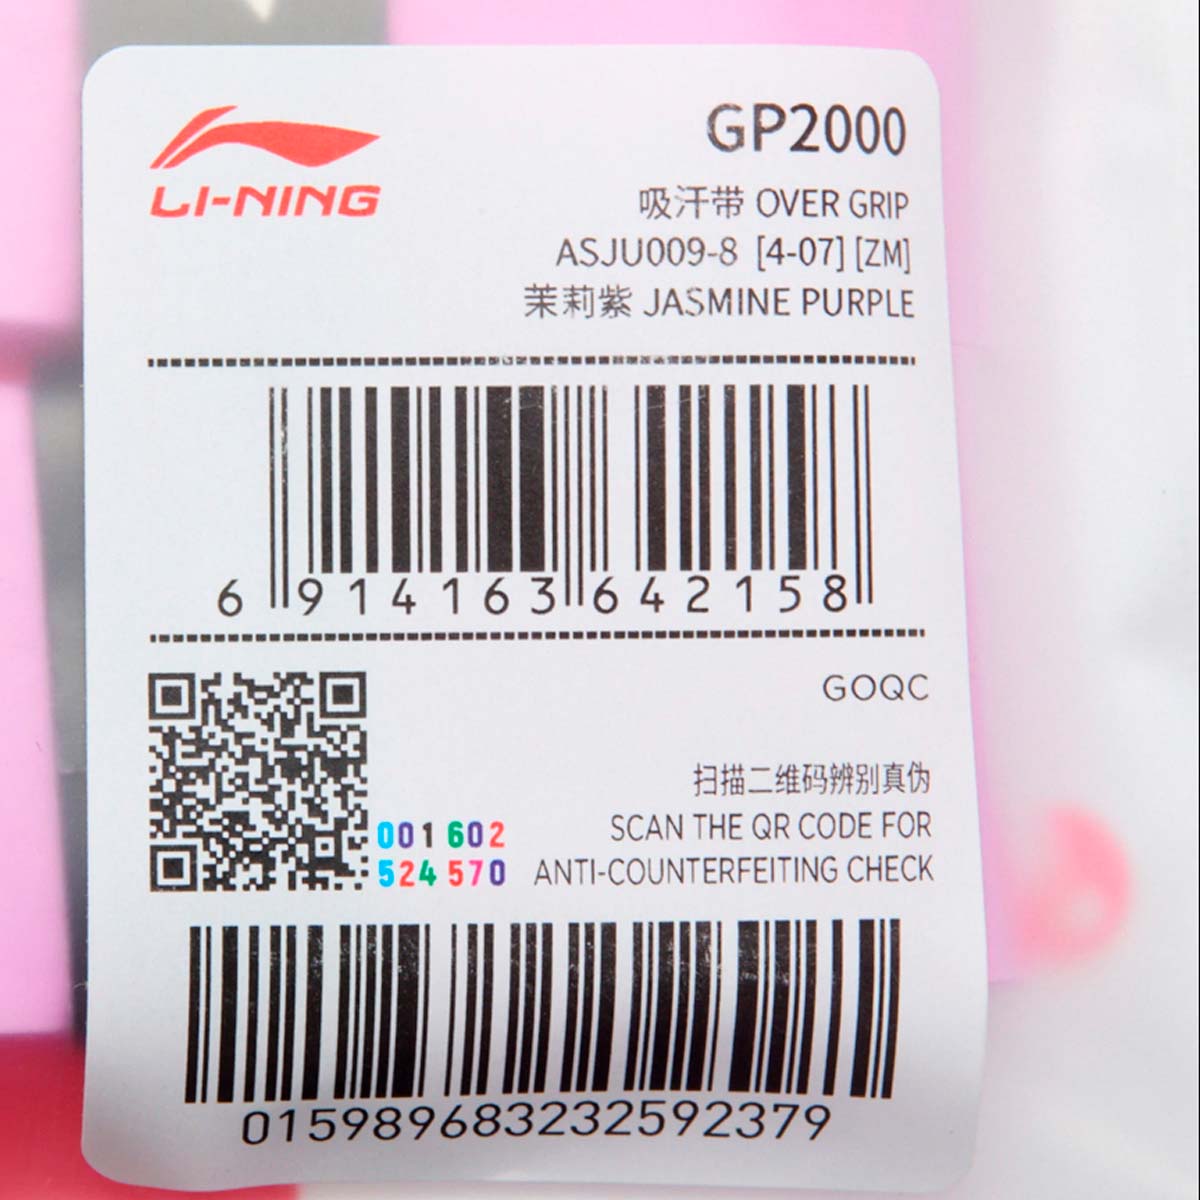 LI-NING
GP2000
吸汗带 OVER GRIP
ASJU009-8 [4-07] [ZM]
茉莉紫 JASMINE PURPLE
6 914163 642158
GOQC
扫描二维码辨别真伪
SCAN THE QR CODE FOR
ANTI-COUNTERFEITING CHECK
001 602
524 570
015989683232592379